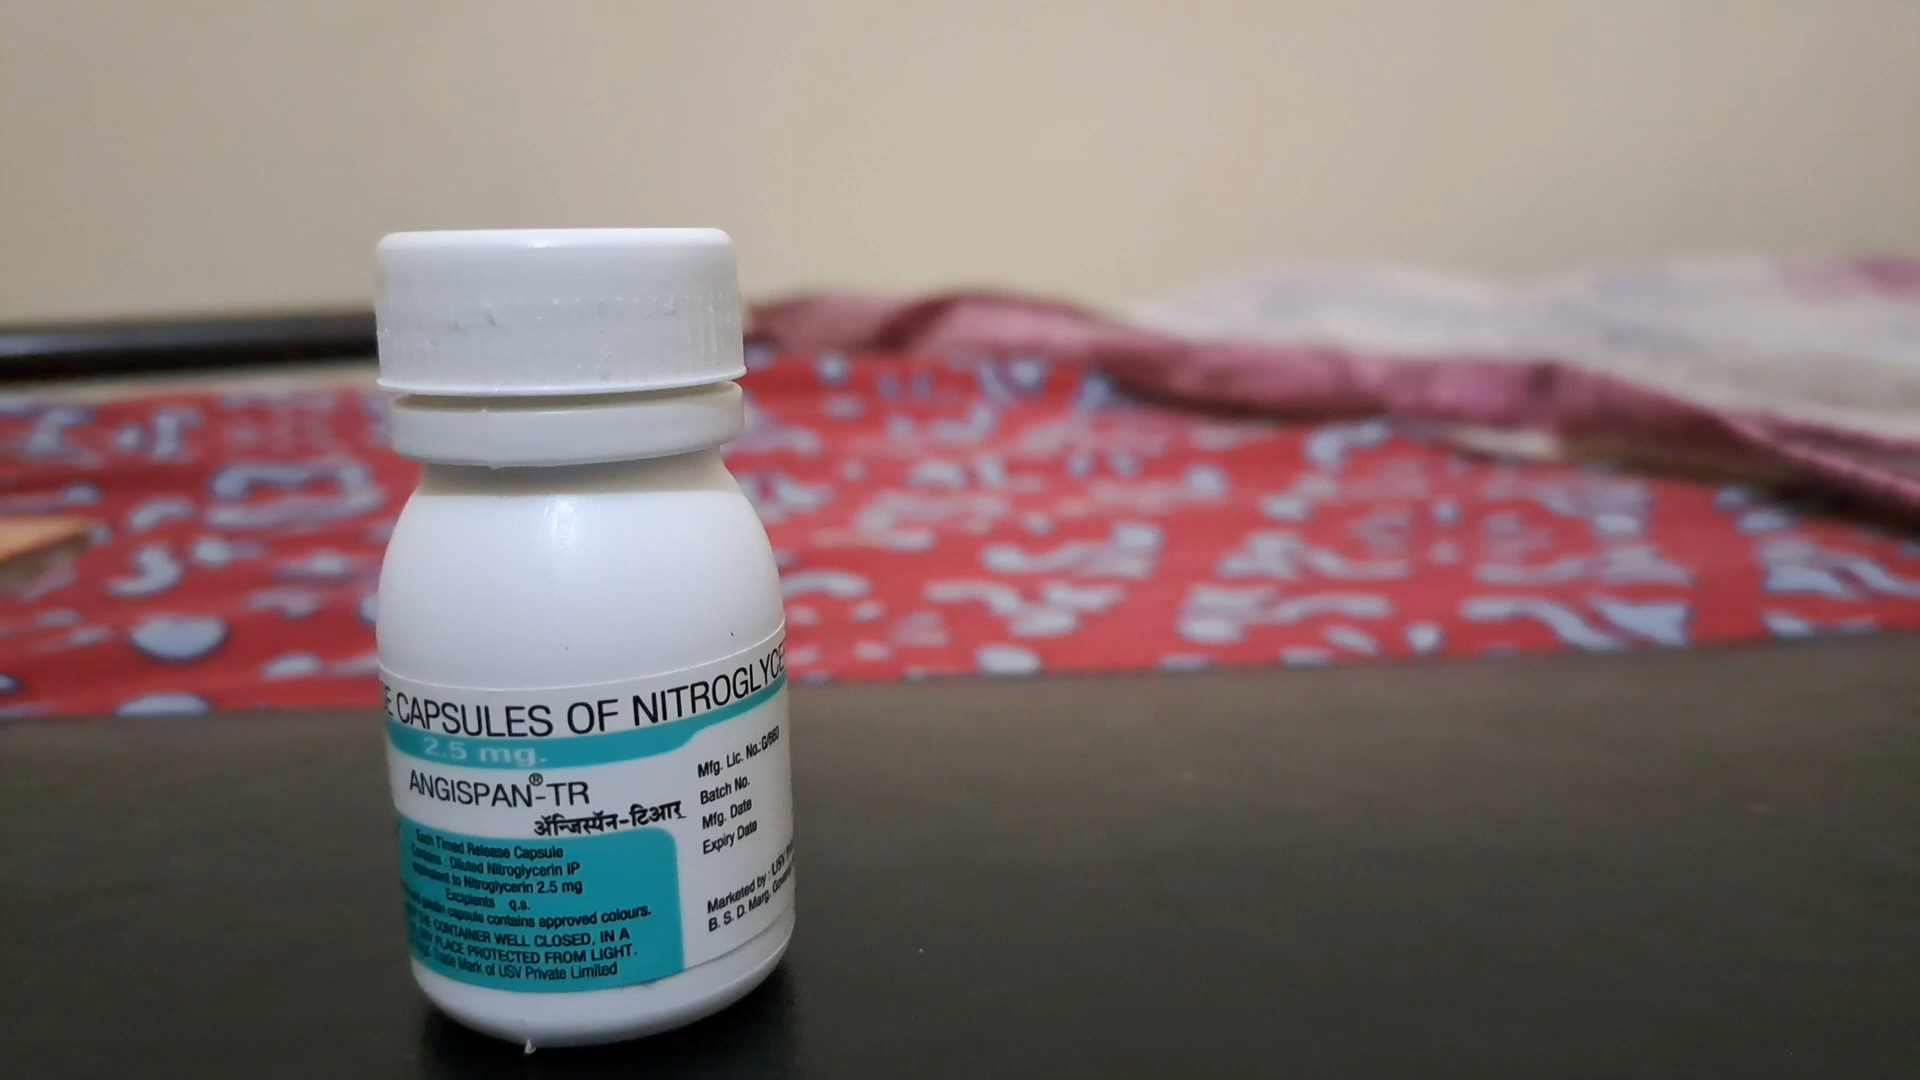 CAPSULES OF NITROGLYCE
2.5 mg.
ANGISPAN®-TR
ॲन्जिस्पॅन-टिआर्
Each Timed Release Capsule
Contains : Diluted Nitroglycerin IP
equivalent to Nitroglycerin 2.5 mg
Excipients q.s.
gelatin capsule contains approved colours.
THE CONTAINER WELL CLOSED, IN A
DRY PLACE PROTECTED FROM LIGHT.
Trade Mark of USV Private Limited
Mfg. Lic. No.:G/660
Batch No.
Mfg. Date
Expiry Date
Marketed by : USV
B. S. D. Marg,